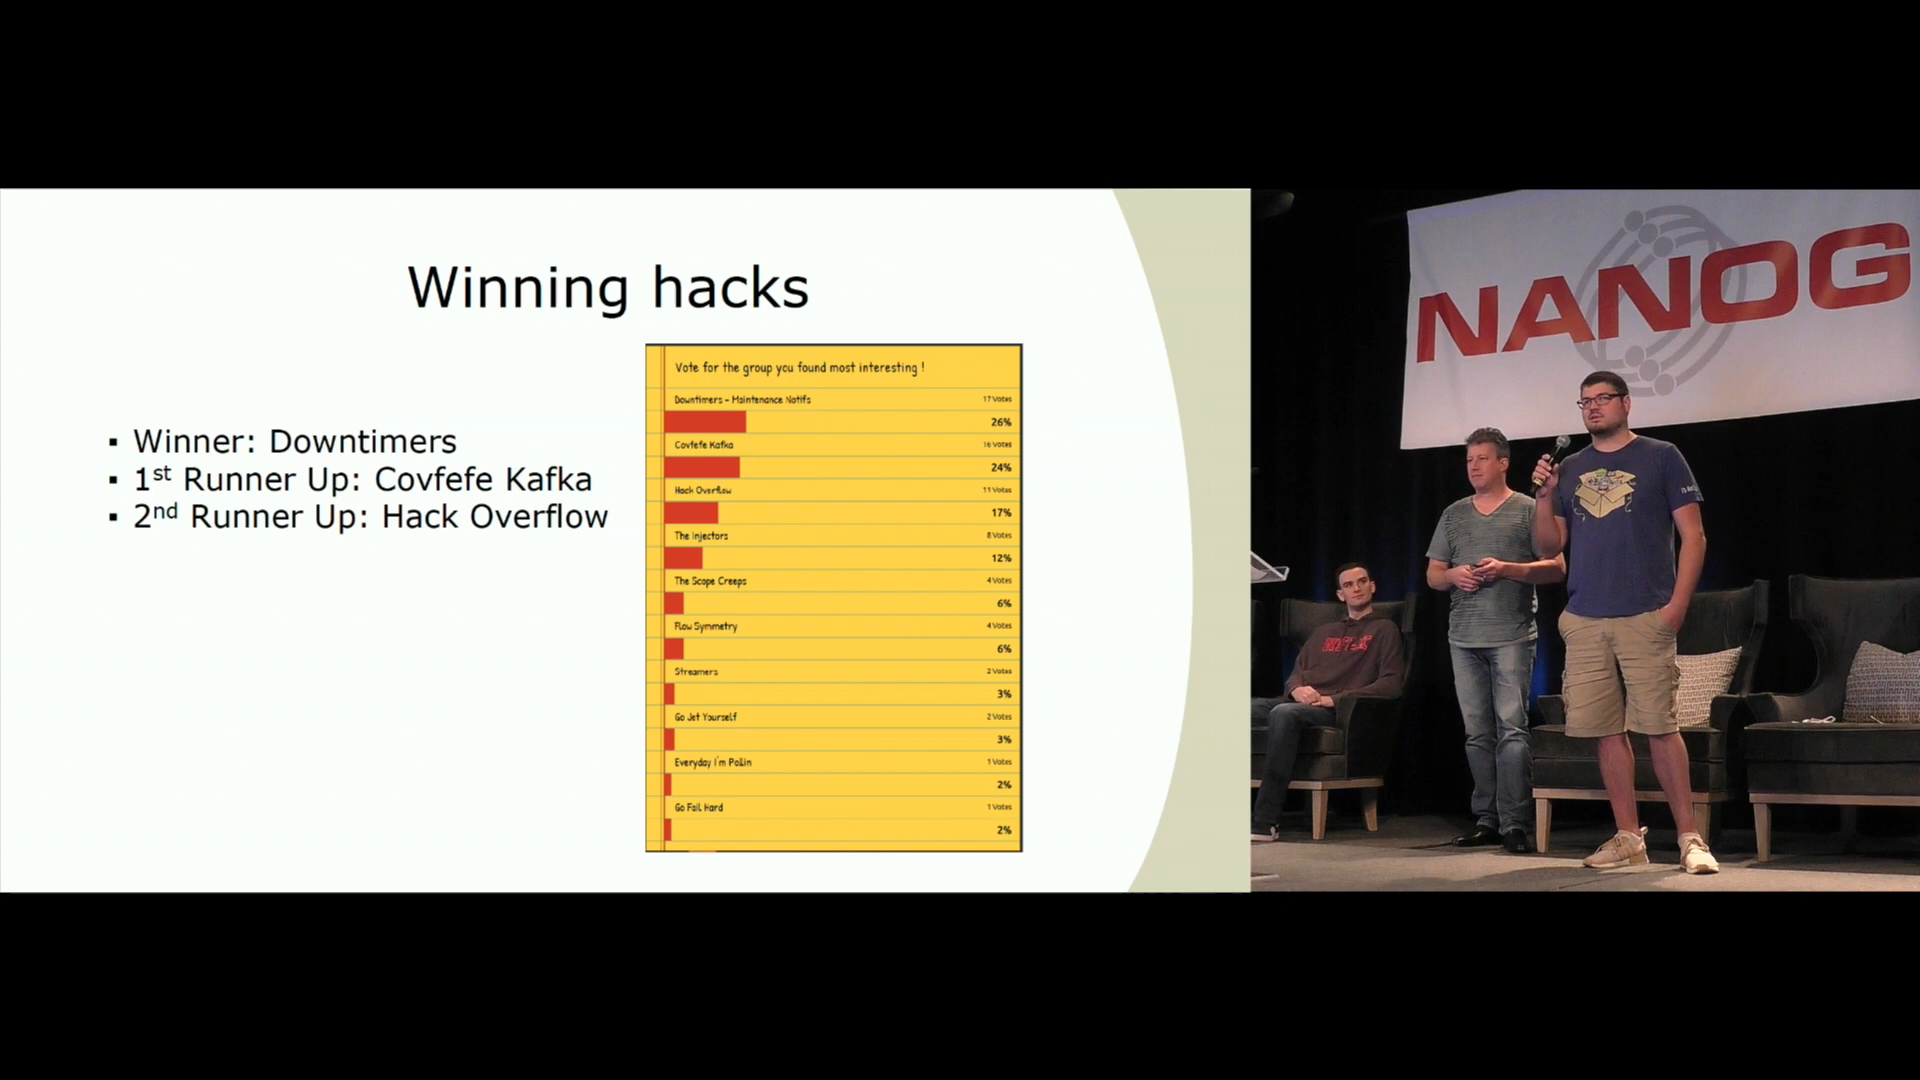 Winning hacks
▪ Winner: Downtimers
▪ 1st Runner Up: Covfefe Kafka
▪ 2nd Runner Up: Hack Overflow
Vote for the group you found most interesting !
Downtimers - Maintenance Notifs 17 Votes
26%
Covfefe Kafka 16 Votes
24%
Hack Overflow 11 Votes
17%
The Injectors 8 Votes
12%
The Scope Creeps 4 Votes
6%
Flow Symmetry 4 Votes
6%
Streamers 2 Votes
3%
Go Jet Yourself 2 Votes
3%
Everyday I'm Pollin 1 Votes
2%
Go Fail Hard 1 Votes
2%
NANOG